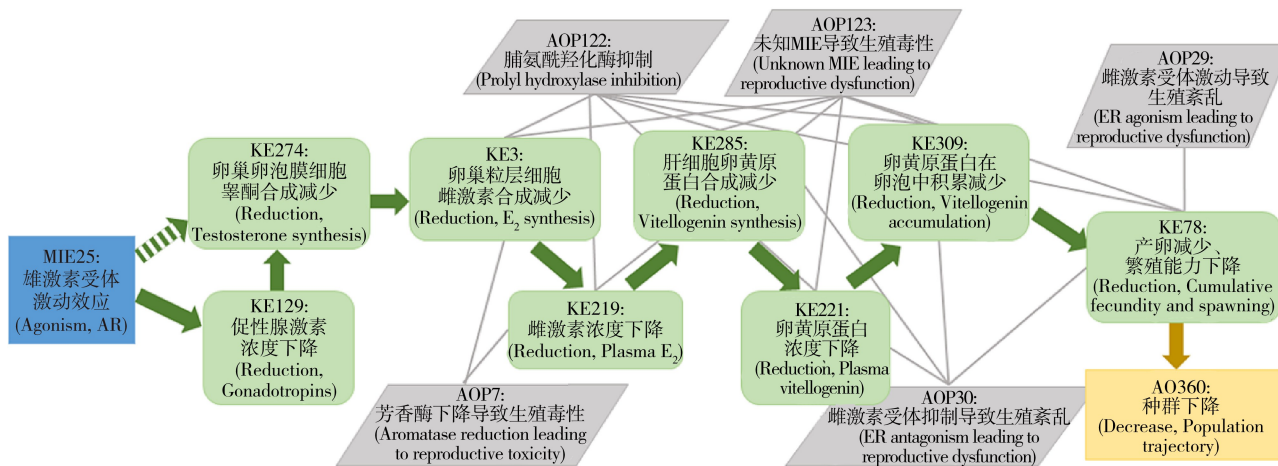 AOP122:
脯氨酰羟化酶抑制
(Prolyl hydroxylase inhibition)
AOP123:
未知MIE导致生殖毒性
(Unknown MIE leading to
reproductive dysfunction)
AOP29:
雌激素受体激动导致
生殖紊乱
(ER agonism leading to
reproductive dysfunction)
KE274:
卵巢卵泡膜细胞
睾酮合成减少
(Reduction,
Testosterone synthesis)
KE3:
卵巢粒层细胞
雌激素合成减少
(Reduction, E₂ synthesis)
KE285:
肝细胞卵黄原
蛋白合成减少
(Reduction,
Vitellogenin synthesis)
KE309:
卵黄原蛋白在
卵泡中积累减少
(Reduction, Vitellogenin
accumulation)
KE78:
产卵减少、
繁殖能力下降
(Reduction, Cumulative
fecundity and spawning)
MIE25:
雄激素受体
激动效应
(Agonism, AR)
KE129:
促性腺激素
浓度下降
(Reduction,
Gonadotropins)
KE219:
雌激素浓度下降
(Reduction, Plasma E₂)
KE221:
卵黄原蛋白
浓度下降
(Reduction, Plasma
vitellogenin)
AOP7:
芳香酶下降导致生殖毒性
(Aromatase reduction leading
to reproductive toxicity)
AOP30:
雌激素受体抑制导致生殖紊乱
(ER antagonism leading to
reproductive dysfunction)
AO360:
种群下降
(Decrease, Population
trajectory)